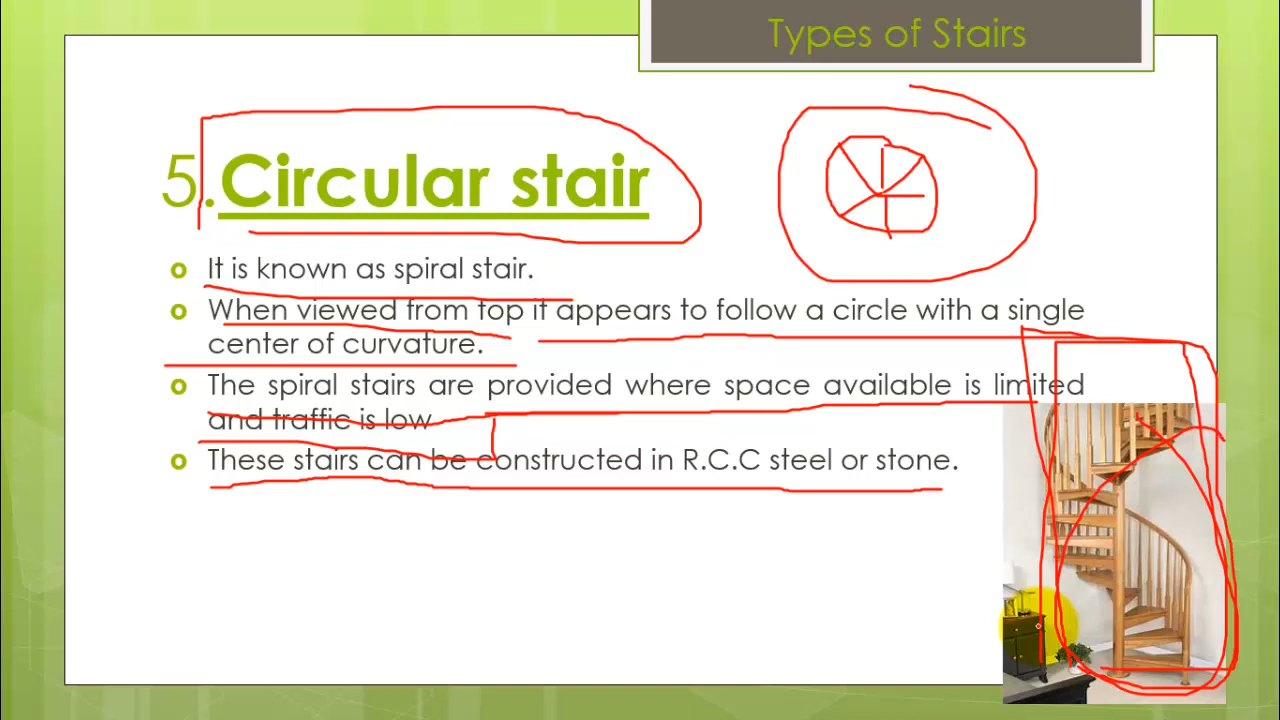 Types of Stairs
5.Circular stair
It is known as spiral stair.
When viewed from top it appears to follow a circle with a single
center of curvature.
The spiral stairs are provided where space available is limited
and traffic is low
These stairs can be constructed in R.C.C steel or stone.